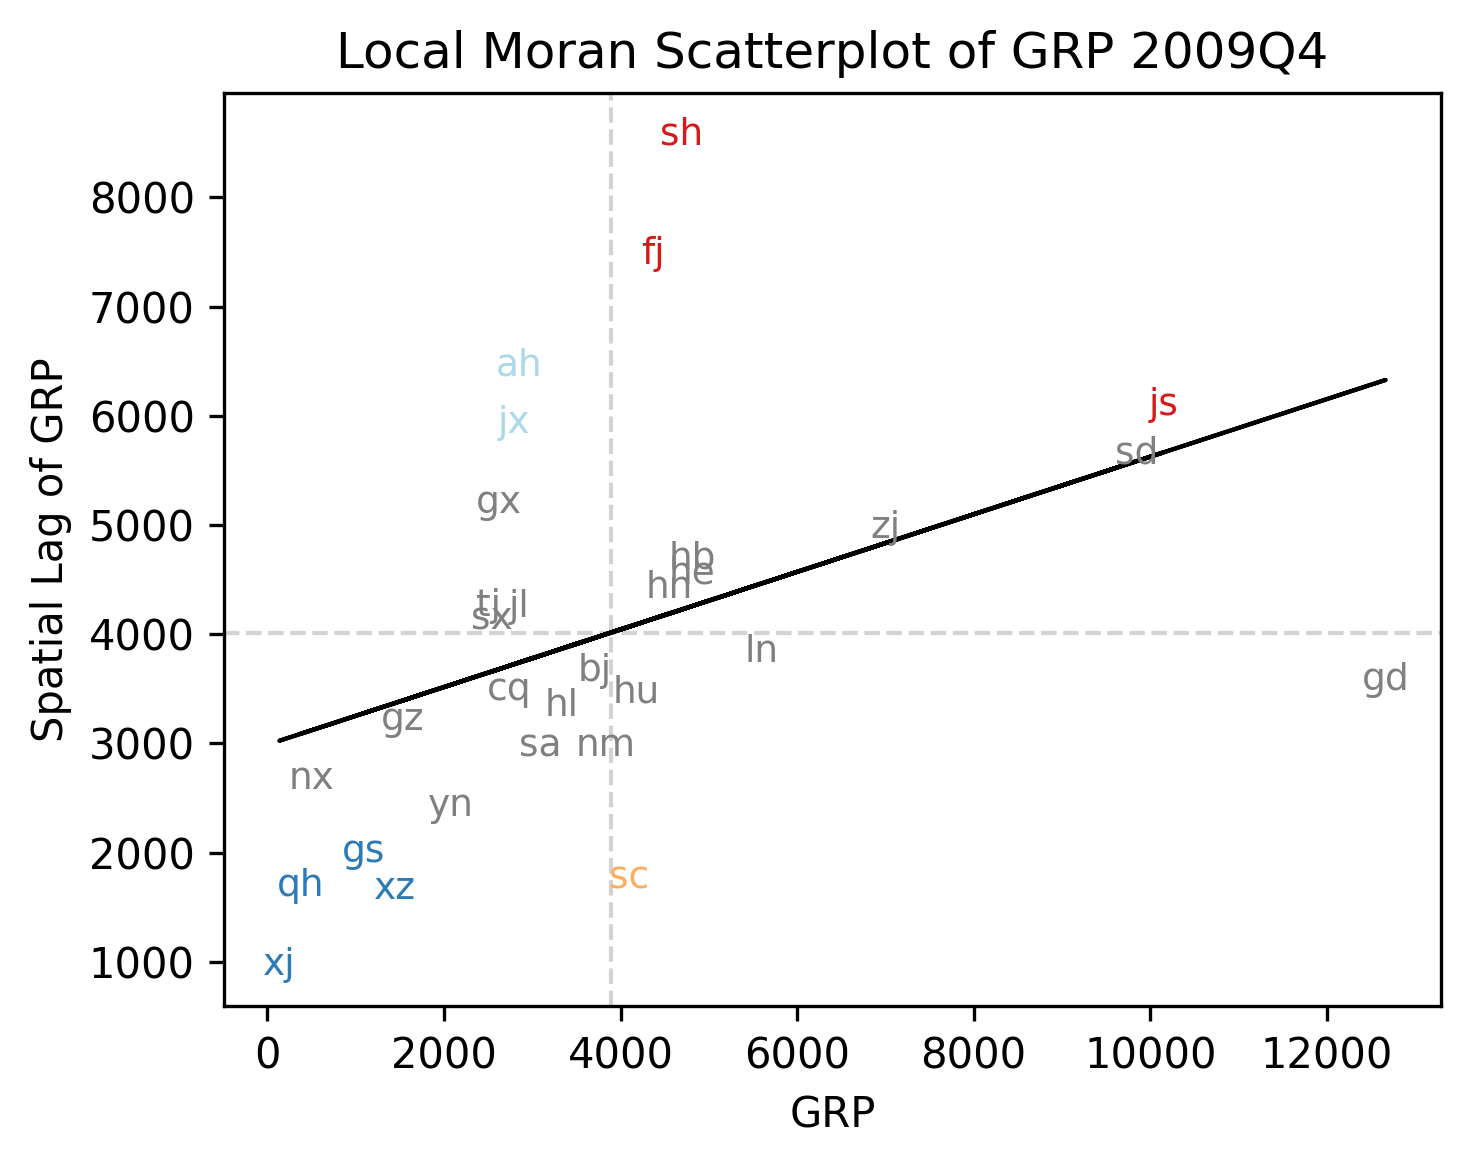 Local Moran Scatterplot of GRP 2009Q4
Spatial Lag of GRP
8000
7000
6000
5000
4000
3000
2000
1000
sh
fj
ah
js
jx
sd
gx
zj
hb
he
hn
tj
jl
sx
ln
bj
gd
cq
hu
hl
gz
sa
nm
nx
yn
gs
sc
qh
xz
xj
0 2000 4000 6000 8000 10000 12000
GRP